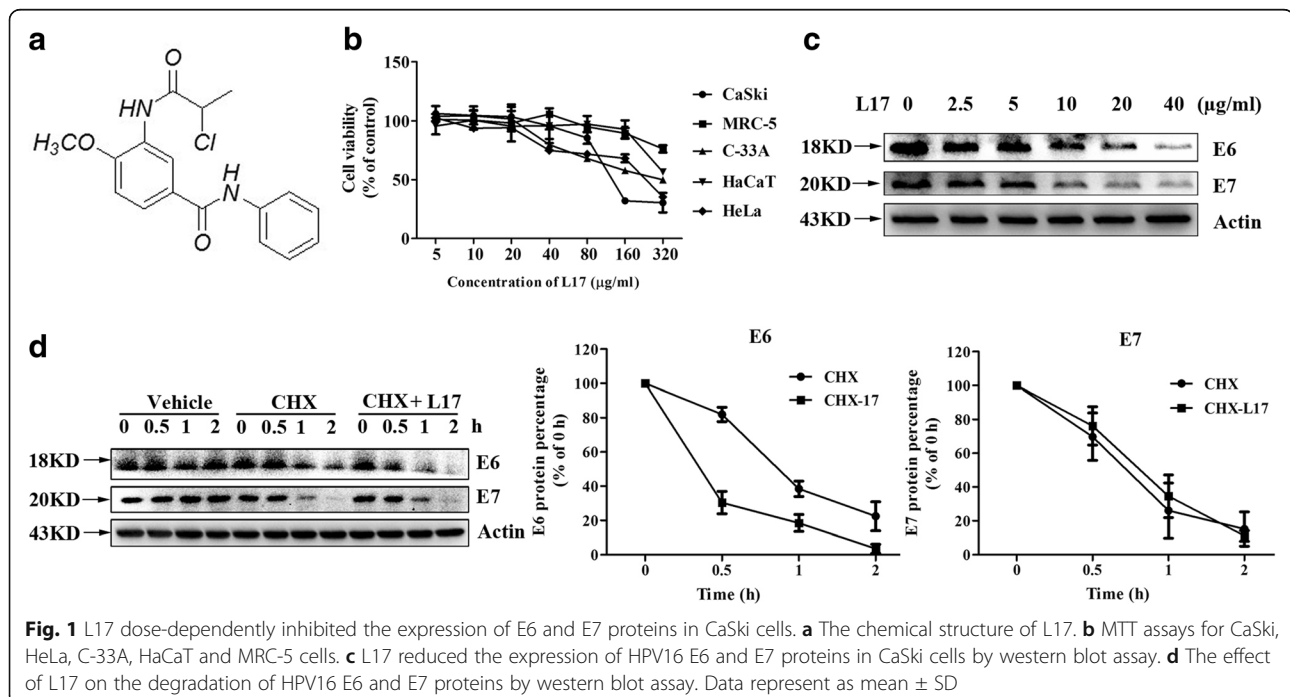 a
O
HN
Cl
OCH3
H
N
O
b
Cell viability
(% of control)
150
100
50
0
5 10 20 40 80 160 320
Concentration of L17 (μg/ml)
CaSki
MRC-5
C-33A
HaCaT
HeLa
c
L17 0 2.5 5 10 20 40 (μg/ml)
18KD E6
20KD E7
43KD Actin
d
Vehicle CHX CHX+ L17
0 0.5 1 2 0 0.5 1 2 0 0.5 1 2 h
18KD E6
20KD E7
43KD Actin
E6
E6 protein percentage
(% of 0 h)
120
100
80
60
40
20
0
0 0.5 1 2
Time (h)
CHX
CHX-17
E7
E7 protein percentage
(% of 0 h)
120
100
80
60
40
20
0
0 0.5 1 2
Time (h)
CHX
CHX-L17
Fig. 1 L17 dose-dependently inhibited the expression of E6 and E7 proteins in CaSki cells. a The chemical structure of L17. b MTT assays for CaSki,
HeLa, C-33A, HaCaT and MRC-5 cells. c L17 reduced the expression of HPV16 E6 and E7 proteins in CaSki cells by western blot assay. d The effect
of L17 on the degradation of HPV16 E6 and E7 proteins by western blot assay. Data represent as mean ± SD